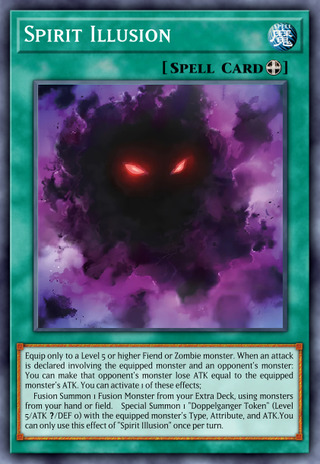 Spirit Illusion
魔
[Spell Card]
Equip only to a Level 5 or higher Fiend or Zombie monster. When an attack
is declared involving the equipped monster and an opponent's monster:
You can make that opponent's monster lose ATK equal to the equipped
monster's ATK. You can activate 1 of these effects;
Fusion Summon 1 Fusion Monster from your Extra Deck, using monsters
from your hand or field. Special Summon 1 "Doppelganger Token" (Level
5/ATK ?/DEF 0) with the equipped monster's Type, Attribute, and ATK.You
can only use this effect of "Spirit Illusion" once per turn.